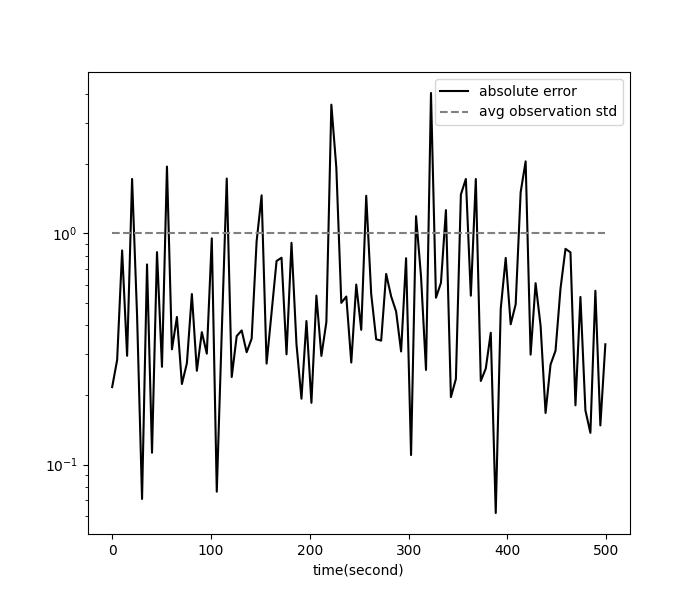 absolute error
avg observation std
10^0
10^-1
0 100 200 300 400 500
time(second)